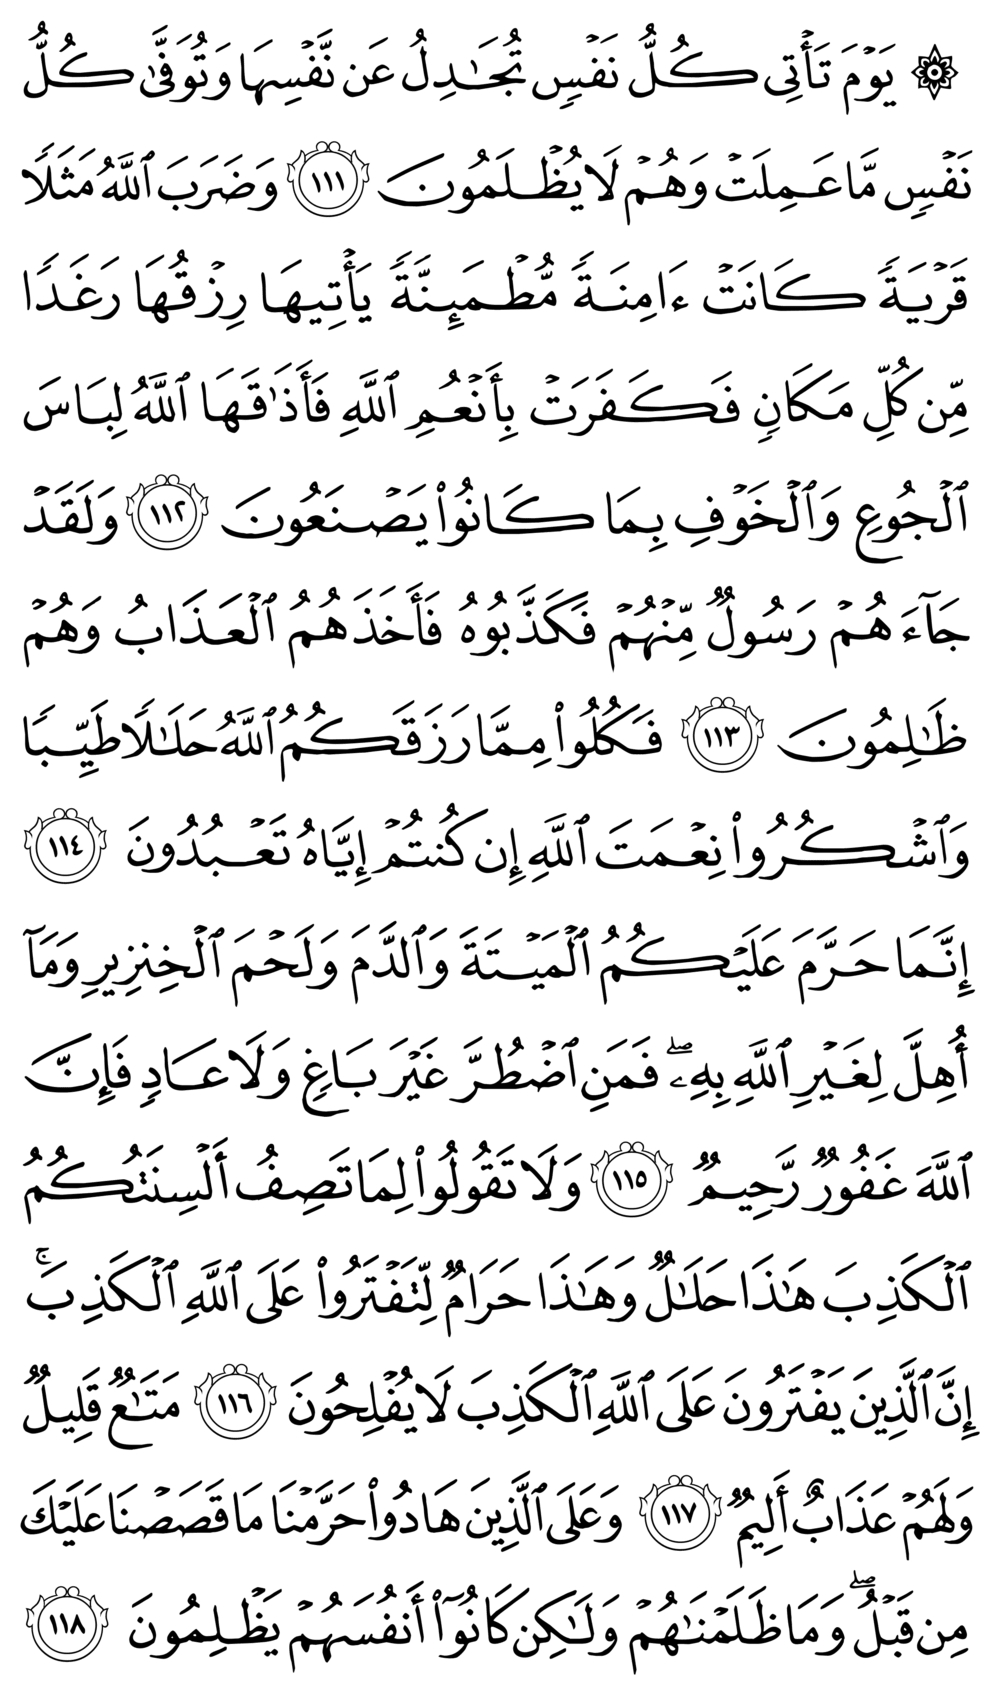 ۞ يَوۡمَ تَأۡتِي كُلُّ نَفۡسٖ تُجَٰدِلُ عَن نَّفۡسِهَا وَتُوَفَّىٰ كُلُّ
نَفۡسٖ مَّا عَمِلَتۡ وَهُمۡ لَا يُظۡلَمُونَ ١١١ وَضَرَبَ ٱللَّهُ مَثَلٗا
قَرۡيَةٗ كَانَتۡ ءَامِنَةٗ مُّطۡمَئِنَّةٗ يَأۡتِيهَا رِزۡقُهَا رَغَدٗا
مِّن كُلِّ مَكَانٖ فَكَفَرَتۡ بِأَنۡعُمِ ٱللَّهِ فَأَذَٰقَهَا ٱللَّهُ لِبَاسَ
ٱلۡجُوعِ وَٱلۡخَوۡفِ بِمَا كَانُواْ يَصۡنَعُونَ ١١٢ وَلَقَدۡ
جَآءَهُمۡ رَسُولٞ مِّنۡهُمۡ فَكَذَّبُوهُ فَأَخَذَهُمُ ٱلۡعَذَابُ وَهُمۡ
ظَٰلِمُونَ ١١٣ فَكُلُواْ مِمَّا رَزَقَكُمُ ٱللَّهُ حَلَٰلٗا طَيِّبٗا
وَٱشۡكُرُواْ نِعۡمَتَ ٱللَّهِ إِن كُنتُمۡ إِيَّاهُ تَعۡبُدُونَ ١١٤
إِنَّمَا حَرَّمَ عَلَيۡكُمُ ٱلۡمَيۡتَةَ وَٱلدَّمَ وَلَحۡمَ ٱلۡخِنزِيرِ وَمَآ
أُهِلَّ لِغَيۡرِ ٱللَّهِ بِهِۦۖ فَمَنِ ٱضۡطُرَّ غَيۡرَ بَاغٖ وَلَا عَادٖ فَإِنَّ
ٱللَّهَ غَفُورٞ رَّحِيمٞ ١١٥ وَلَا تَقُولُواْ لِمَا تَصِفُ أَلۡسِنَتُكُمُ
ٱلۡكَذِبَ هَٰذَا حَلَٰلٞ وَهَٰذَا حَرَامٞ لِّتَفۡتَرُواْ عَلَى ٱللَّهِ ٱلۡكَذِبَۚ
إِنَّ ٱلَّذِينَ يَفۡتَرُونَ عَلَى ٱللَّهِ ٱلۡكَذِبَ لَا يُفۡلِحُونَ ١١٦ مَتَٰعٞ قَلِيلٞ
وَلَهُمۡ عَذَابٌ أَلِيمٞ ١١٧ وَعَلَى ٱلَّذِينَ هَادُواْ حَرَّمۡنَا مَا قَصَصۡنَا عَلَيۡكَ
مِن قَبۡلُۖ وَمَا ظَلَمۡنَٰهُمۡ وَلَٰكِن كَانُوٓاْ أَنفُسَهُمۡ يَظۡلِمُونَ ١١٨